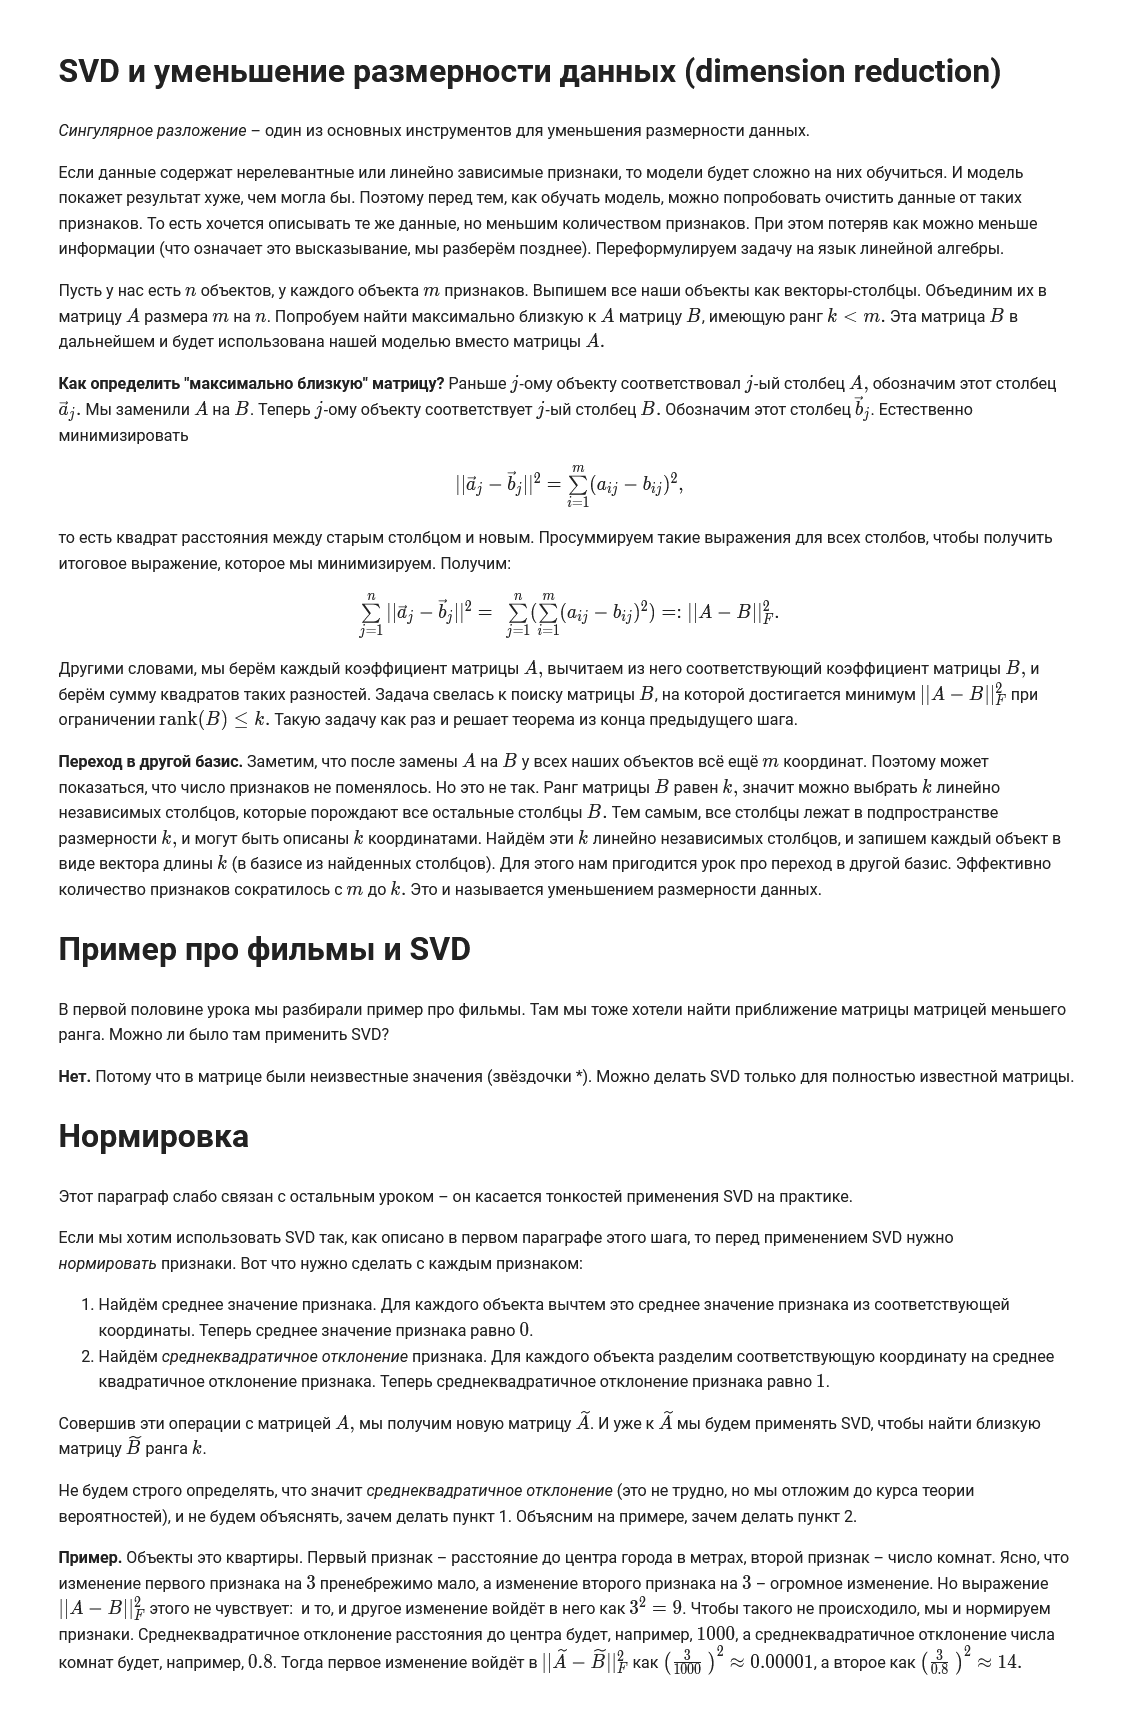 SVD и уменьшение размерности данных (dimension reduction)
Сингулярное разложение – один из основных инструментов для уменьшения размерности данных.
Если данные содержат нерелевантные или линейно зависимые признаки, то модели будет сложно на них обучиться. И модель
покажет результат хуже, чем могла бы. Поэтому перед тем, как обучать модель, можно попробовать очистить данные от таких
признаков. То есть хочется описывать те же данные, но меньшим количеством признаков. При этом потеряв как можно меньше
информации (что означает это высказывание, мы разберём позднее). Переформулируем задачу на язык линейной алгебры.
Пусть у нас есть $n$ объектов, у каждого объекта $m$ признаков. Выпишем все наши объекты как векторы-столбцы. Объединим их в
матрицу $A$ размера $m$ на $n$. Попробуем найти максимально близкую к $A$ матрицу $B$, имеющую ранг $k < m$. Эта матрица $B$ в
дальнейшем и будет использована нашей моделью вместо матрицы $A$.
Как определить "максимально близкую" матрицу? Раньше $j$-ому объекту соответствовал $j$-ый столбец $A$, обозначим этот столбец
$\vec{a}_j$. Мы заменили $A$ на $B$. Теперь $j$-ому объекту соответствует $j$-ый столбец $B$. Обозначим этот столбец $\vec{b}_j$. Естественно
минимизировать
$||\vec{a}_j - \vec{b}_j||^2 = \sum_{i=1}^{m}(a_{ij} - b_{ij})^2,$
то есть квадрат расстояния между старым столбцом и новым. Просуммируем такие выражения для всех столбов, чтобы получить
итоговое выражение, которое мы минимизируем. Получим:
$\sum_{j=1}^{n}||\vec{a}_j - \vec{b}_j||^2 = \sum_{j=1}^{n}(\sum_{i=1}^{m}(a_{ij} - b_{ij})^2) =: ||A - B||_F^2.$
Другими словами, мы берём каждый коэффициент матрицы $A$, вычитаем из него соответствующий коэффициент матрицы $B$, и
берём сумму квадратов таких разностей. Задача свелась к поиску матрицы $B$, на которой достигается минимум $||A - B||_F^2$ при
ограничении $\text{rank}(B) \leq k$. Такую задачу как раз и решает теорема из конца предыдущего шага.
Переход в другой базис. Заметим, что после замены $A$ на $B$ у всех наших объектов всё ещё $m$ координат. Поэтому может
показаться, что число признаков не поменялось. Но это не так. Ранг матрицы $B$ равен $k$, значит можно выбрать $k$ линейно
независимых столбцов, которые порождают все остальные столбцы $B$. Тем самым, все столбцы лежат в подпространстве
размерности $k$, и могут быть описаны $k$ координатами. Найдём эти $k$ линейно независимых столбцов, и запишем каждый объект в
виде вектора длины $k$ (в базисе из найденных столбцов). Для этого нам пригодится урок про переход в другой базис. Эффективно
количество признаков сократилось с $m$ до $k$. Это и называется уменьшением размерности данных.
Пример про фильмы и SVD
В первой половине урока мы разбирали пример про фильмы. Там мы тоже хотели найти приближение матрицы матрицей меньшего
ранга. Можно ли было там применить SVD?
Нет. Потому что в матрице были неизвестные значения (звёздочки *). Можно делать SVD только для полностью известной матрицы.
Нормировка
Этот параграф слабо связан с остальным уроком – он касается тонкостей применения SVD на практике.
Если мы хотим использовать SVD так, как описано в первом параграфе этого шага, то перед применением SVD нужно
нормировать признаки. Вот что нужно сделать с каждым признаком:
1. Найдём среднее значение признака. Для каждого объекта вычтем это среднее значение признака из соответствующей
координаты. Теперь среднее значение признака равно $0$.
2. Найдём среднеквадратичное отклонение признака. Для каждого объекта разделим соответствующую координату на среднее
квадратичное отклонение признака. Теперь среднеквадратичное отклонение признака равно $1$.
Совершив эти операции с матрицей $A$, мы получим новую матрицу $\widetilde{A}$. И уже к $\widetilde{A}$ мы будем применять SVD, чтобы найти близкую
матрицу $\widetilde{B}$ ранга $k$.
Не будем строго определять, что значит среднеквадратичное отклонение (это не трудно, но мы отложим до курса теории
вероятностей), и не будем объяснять, зачем делать пункт 1. Объясним на примере, зачем делать пункт 2.
Пример. Объекты это квартиры. Первый признак – расстояние до центра города в метрах, второй признак – число комнат. Ясно, что
изменение первого признака на $3$ пренебрежимо мало, а изменение второго признака на $3$ – огромное изменение. Но выражение
$||A - B||_F^2$ этого не чувствует: и то, и другое изменение войдёт в него как $3^2 = 9$. Чтобы такого не происходило, мы и нормируем
признаки. Среднеквадратичное отклонение расстояния до центра будет, например, $1000$, а среднеквадратичное отклонение числа
комнат будет, например, $0.8$. Тогда первое изменение войдёт в $||\widetilde{A} - \widetilde{B}||_F^2$ как $\left(\frac{3}{1000}\right)^2 \approx 0.00001$, а второе как $\left(\frac{3}{0.8}\right)^2 \approx 14$.